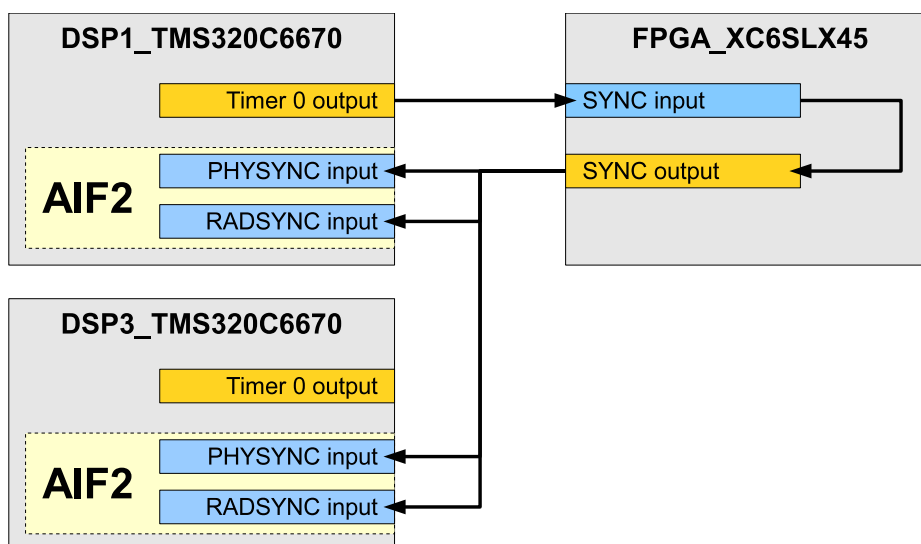 DSP1_TMS320C6670
Timer 0 output
AIF2
PHYSYNC input
RADSYNC input
FPGA_XC6SLX45
SYNC input
SYNC output
DSP3_TMS320C6670
Timer 0 output
AIF2
PHYSYNC input
RADSYNC input